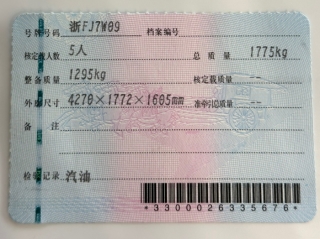 号牌号码 浙FJ7W09 档案编号
核定载人数 5人 总质量 1775kg
整备质量 1295kg 核定载质量 --
外廓尺寸 4270×1772×1605mm 准牵引总质量 --
备注
检验记录 汽油
*3300026335676*